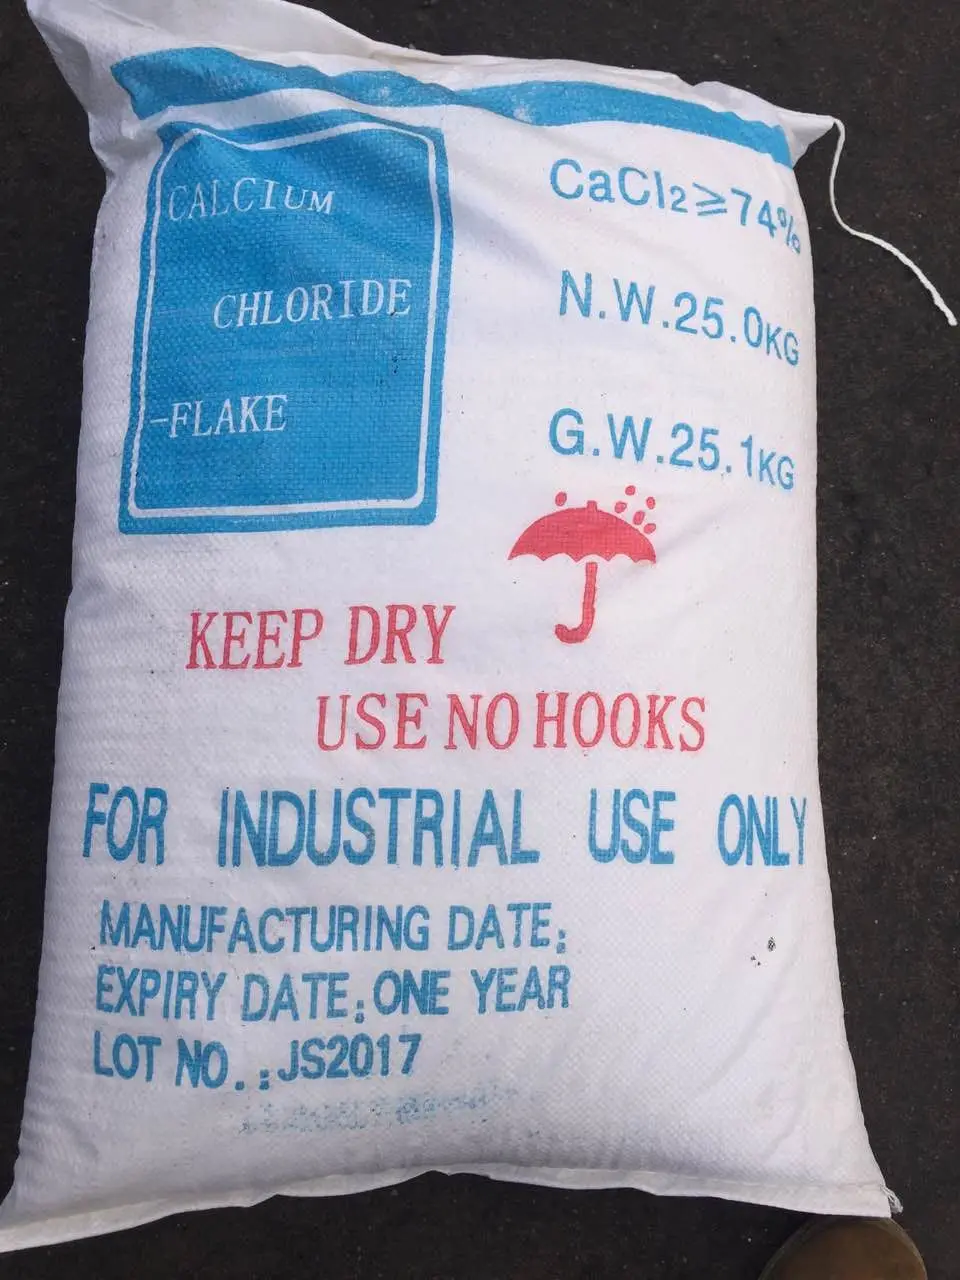 CALCIUM
CHLORIDE
-FLAKE
CaCl2≥74%
N.W.25.0KG
G.W.25.1KG
KEEP DRY
USE NO HOOKS
FOR INDUSTRIAL USE ONLY
MANUFACTURING DATE:
EXPIRY DATE:ONE YEAR
LOT NO.:JS2017